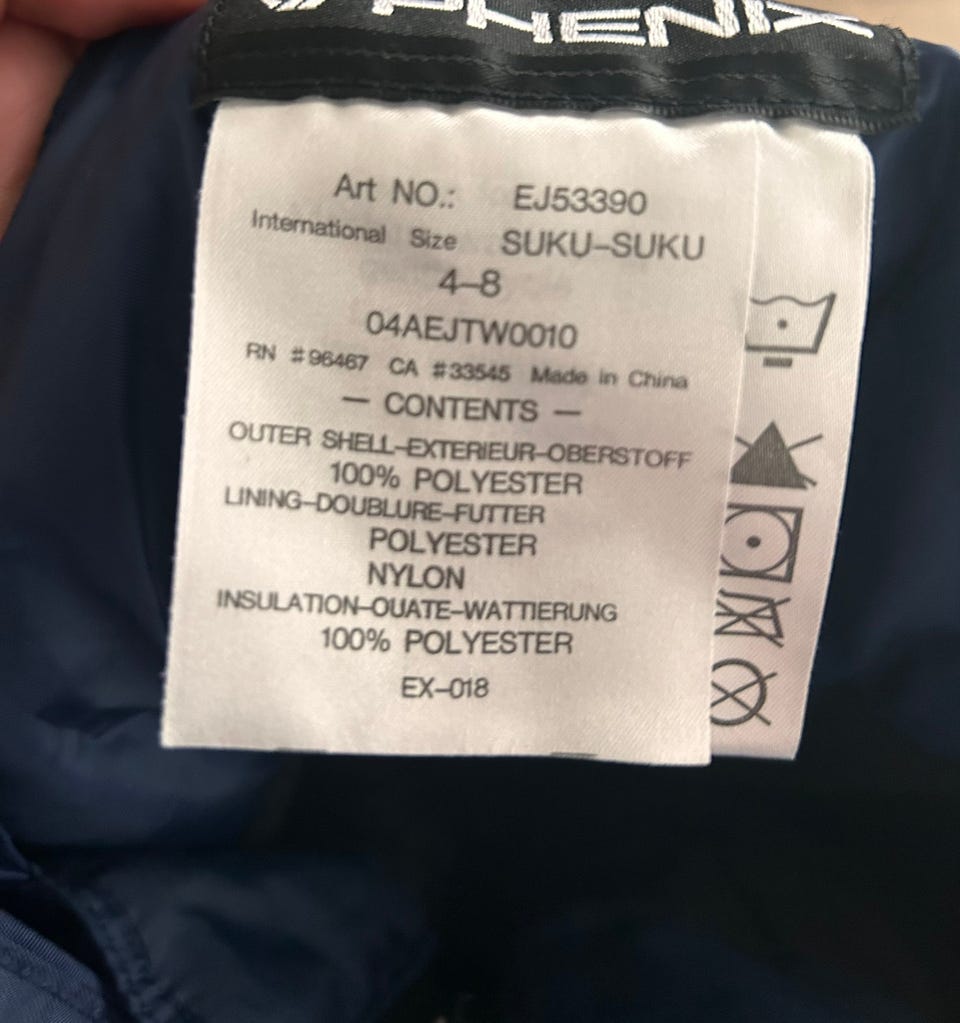 PHENIX
Art NO.: EJ53390
International Size SUKU-SUKU
4-8
04AEJTW0010
RN #96467 CA #33545 Made in China
— CONTENTS —
OUTER SHELL-EXTERIEUR-OBERSTOFF
100% POLYESTER
LINING-DOUBLURE-FUTTER
POLYESTER
NYLON
INSULATION-OUATE-WATTIERUNG
100% POLYESTER
EX-018